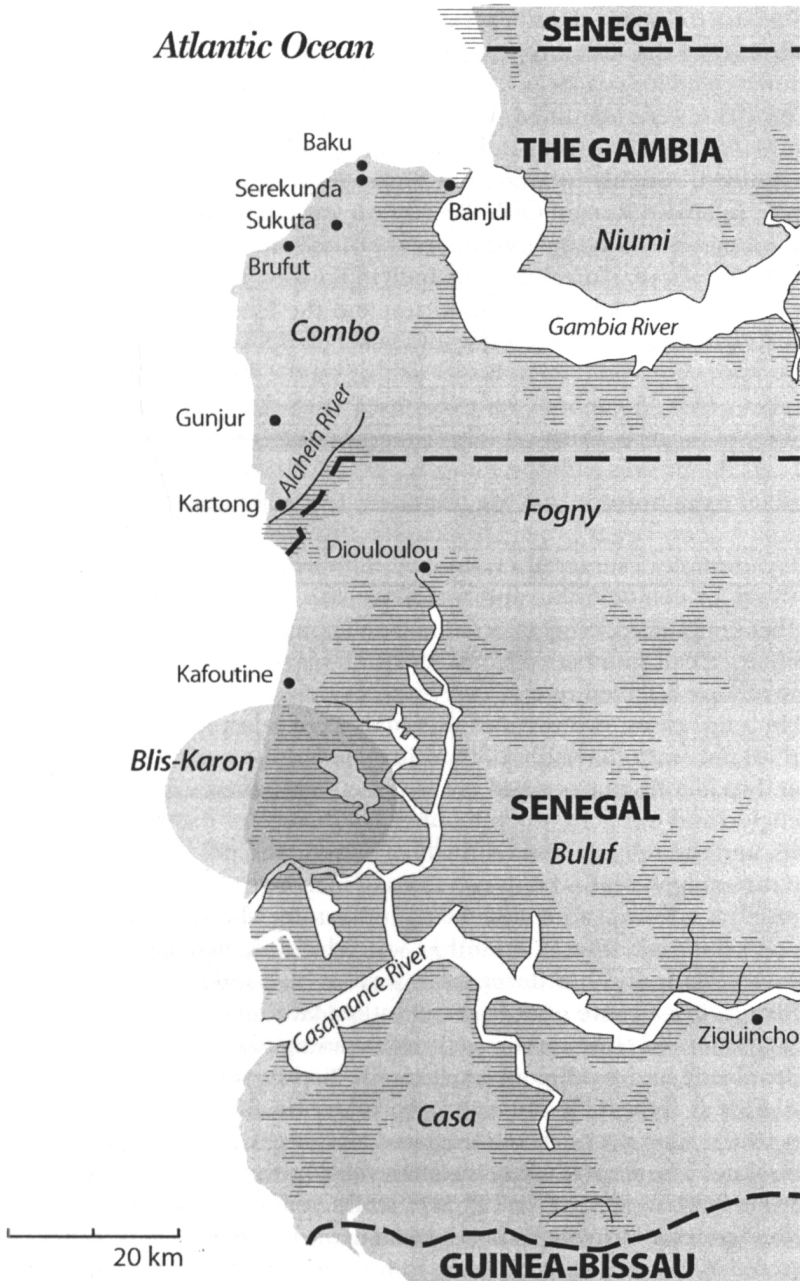 SENEGAL
Atlantic Ocean
Baku
THE GAMBIA
Serekunda
Banjul
Sukuta
Niumi
Brufut
Gambia River
Combo
Alahein River
Gunjur
Kartong
Fogny
Diouloulou
Kafoutine
Blis-Karon
SENEGAL
Buluf
Casamance River
Ziguincho
Casa
20 km
GUINEA-BISSAU